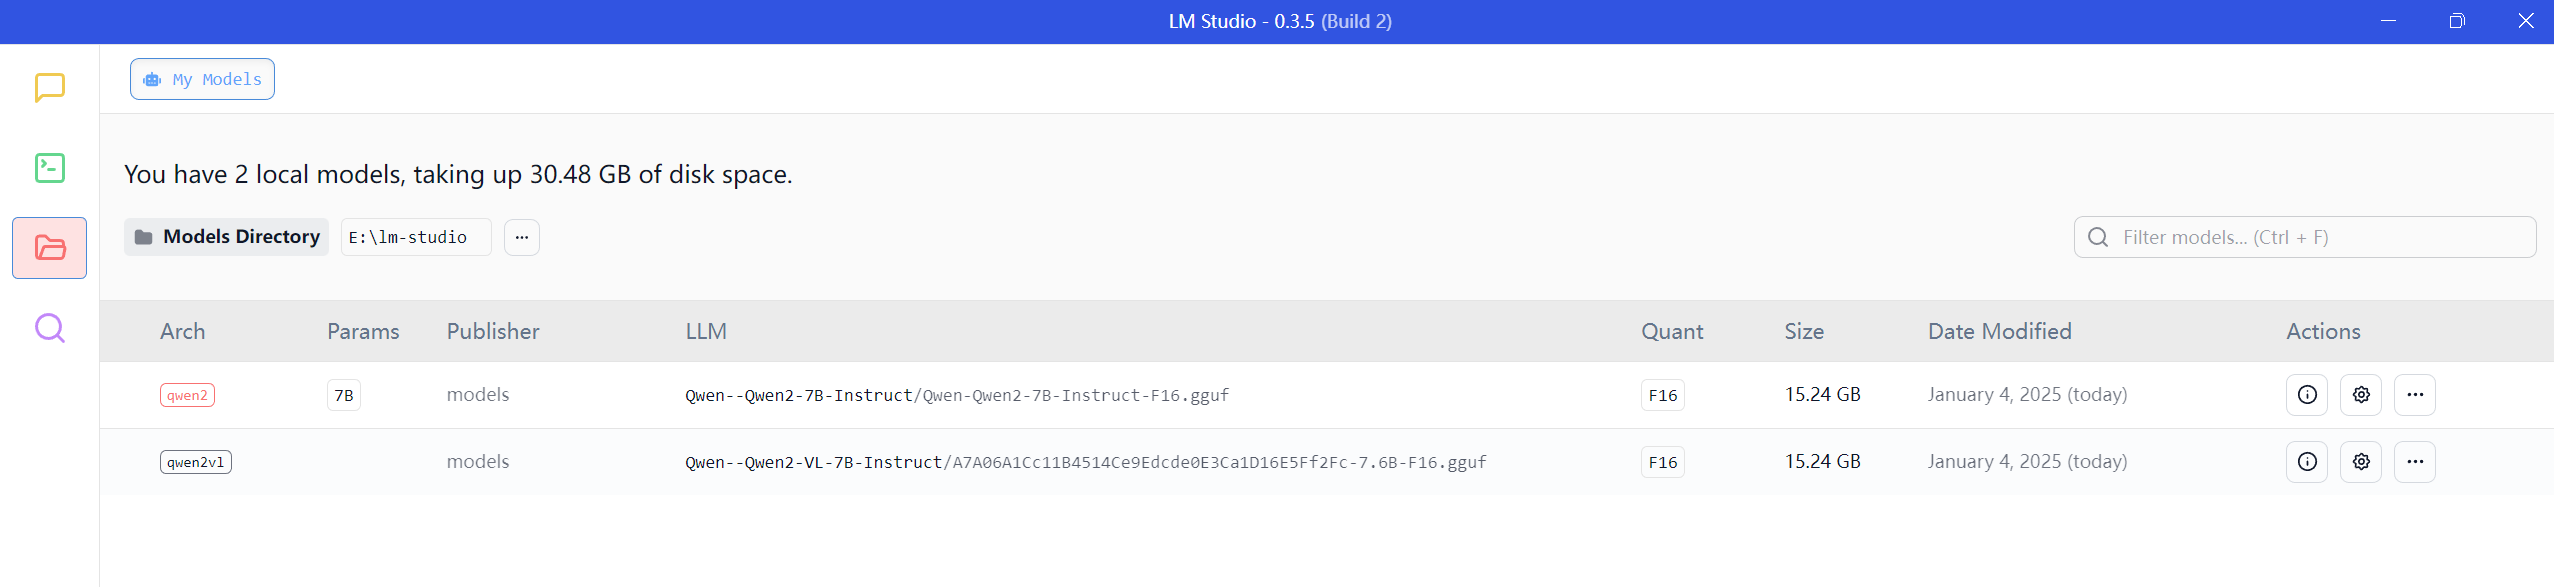 LM Studio - 0.3.5 (Build 2)
My Models
You have 2 local models, taking up 30.48 GB of disk space.
Models Directory E:\lm-studio ... Filter models... (Ctrl + F)
Arch Params Publisher LLM Quant Size Date Modified Actions
qwen2 7B models Qwen--Qwen2-7B-Instruct/Qwen-Qwen2-7B-Instruct-F16.gguf F16 15.24 GB January 4, 2025 (today) ...
qwen2vl models Qwen--Qwen2-VL-7B-Instruct/A7A06A1Cc11B4514Ce9Edcde0E3Ca1D16E5Ff2Fc-7.6B-F16.gguf F16 15.24 GB January 4, 2025 (today) ...